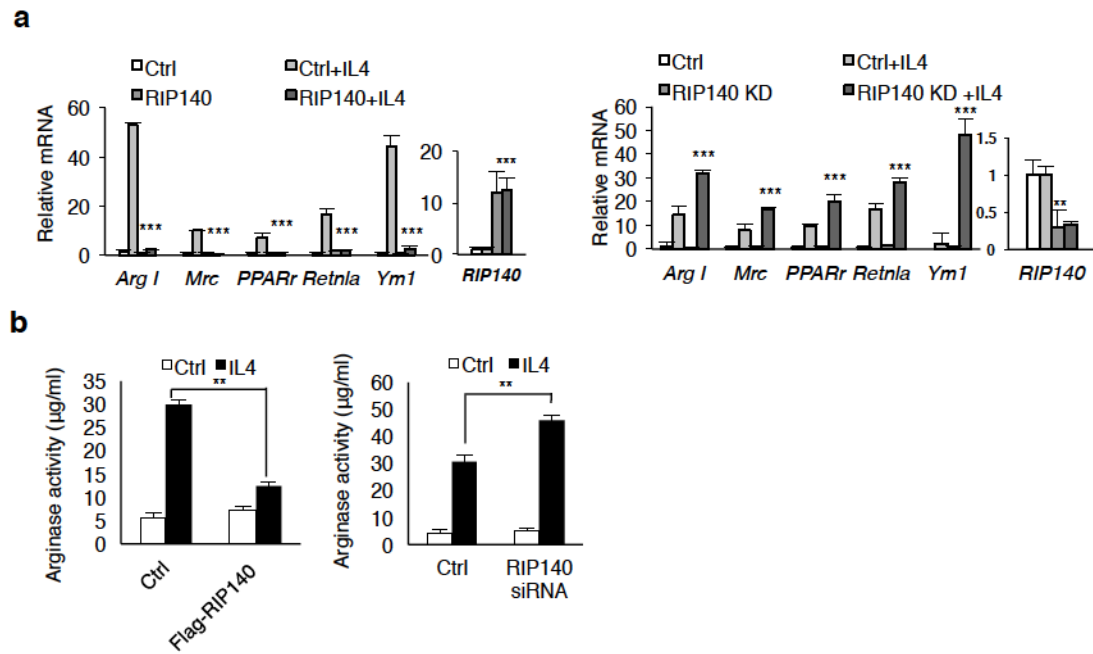 a
Ctrl Ctrl+IL4
RIP140 RIP140+IL4
Relative mRNA
60
40
20
0
*** *** *** *** ***
Arg I Mrc PPARr Retnla Ym1
20
10
0
***
RIP140
Ctrl Ctrl+IL4
RIP140 KD RIP140 KD +IL4
Relative mRNA
60
50
40
30
20
10
0
*** *** *** *** ***
Arg I Mrc PPARr Retnla Ym1
1.5
1
0.5
0
**
RIP140
b
Ctrl IL4
Arginase activity (µg/ml)
35
30
25
20
15
10
5
0
**
Ctrl
Flag-RIP140
Ctrl IL4
Arginase activity (µg/ml)
60
50
40
30
20
10
0
**
Ctrl RIP140
siRNA